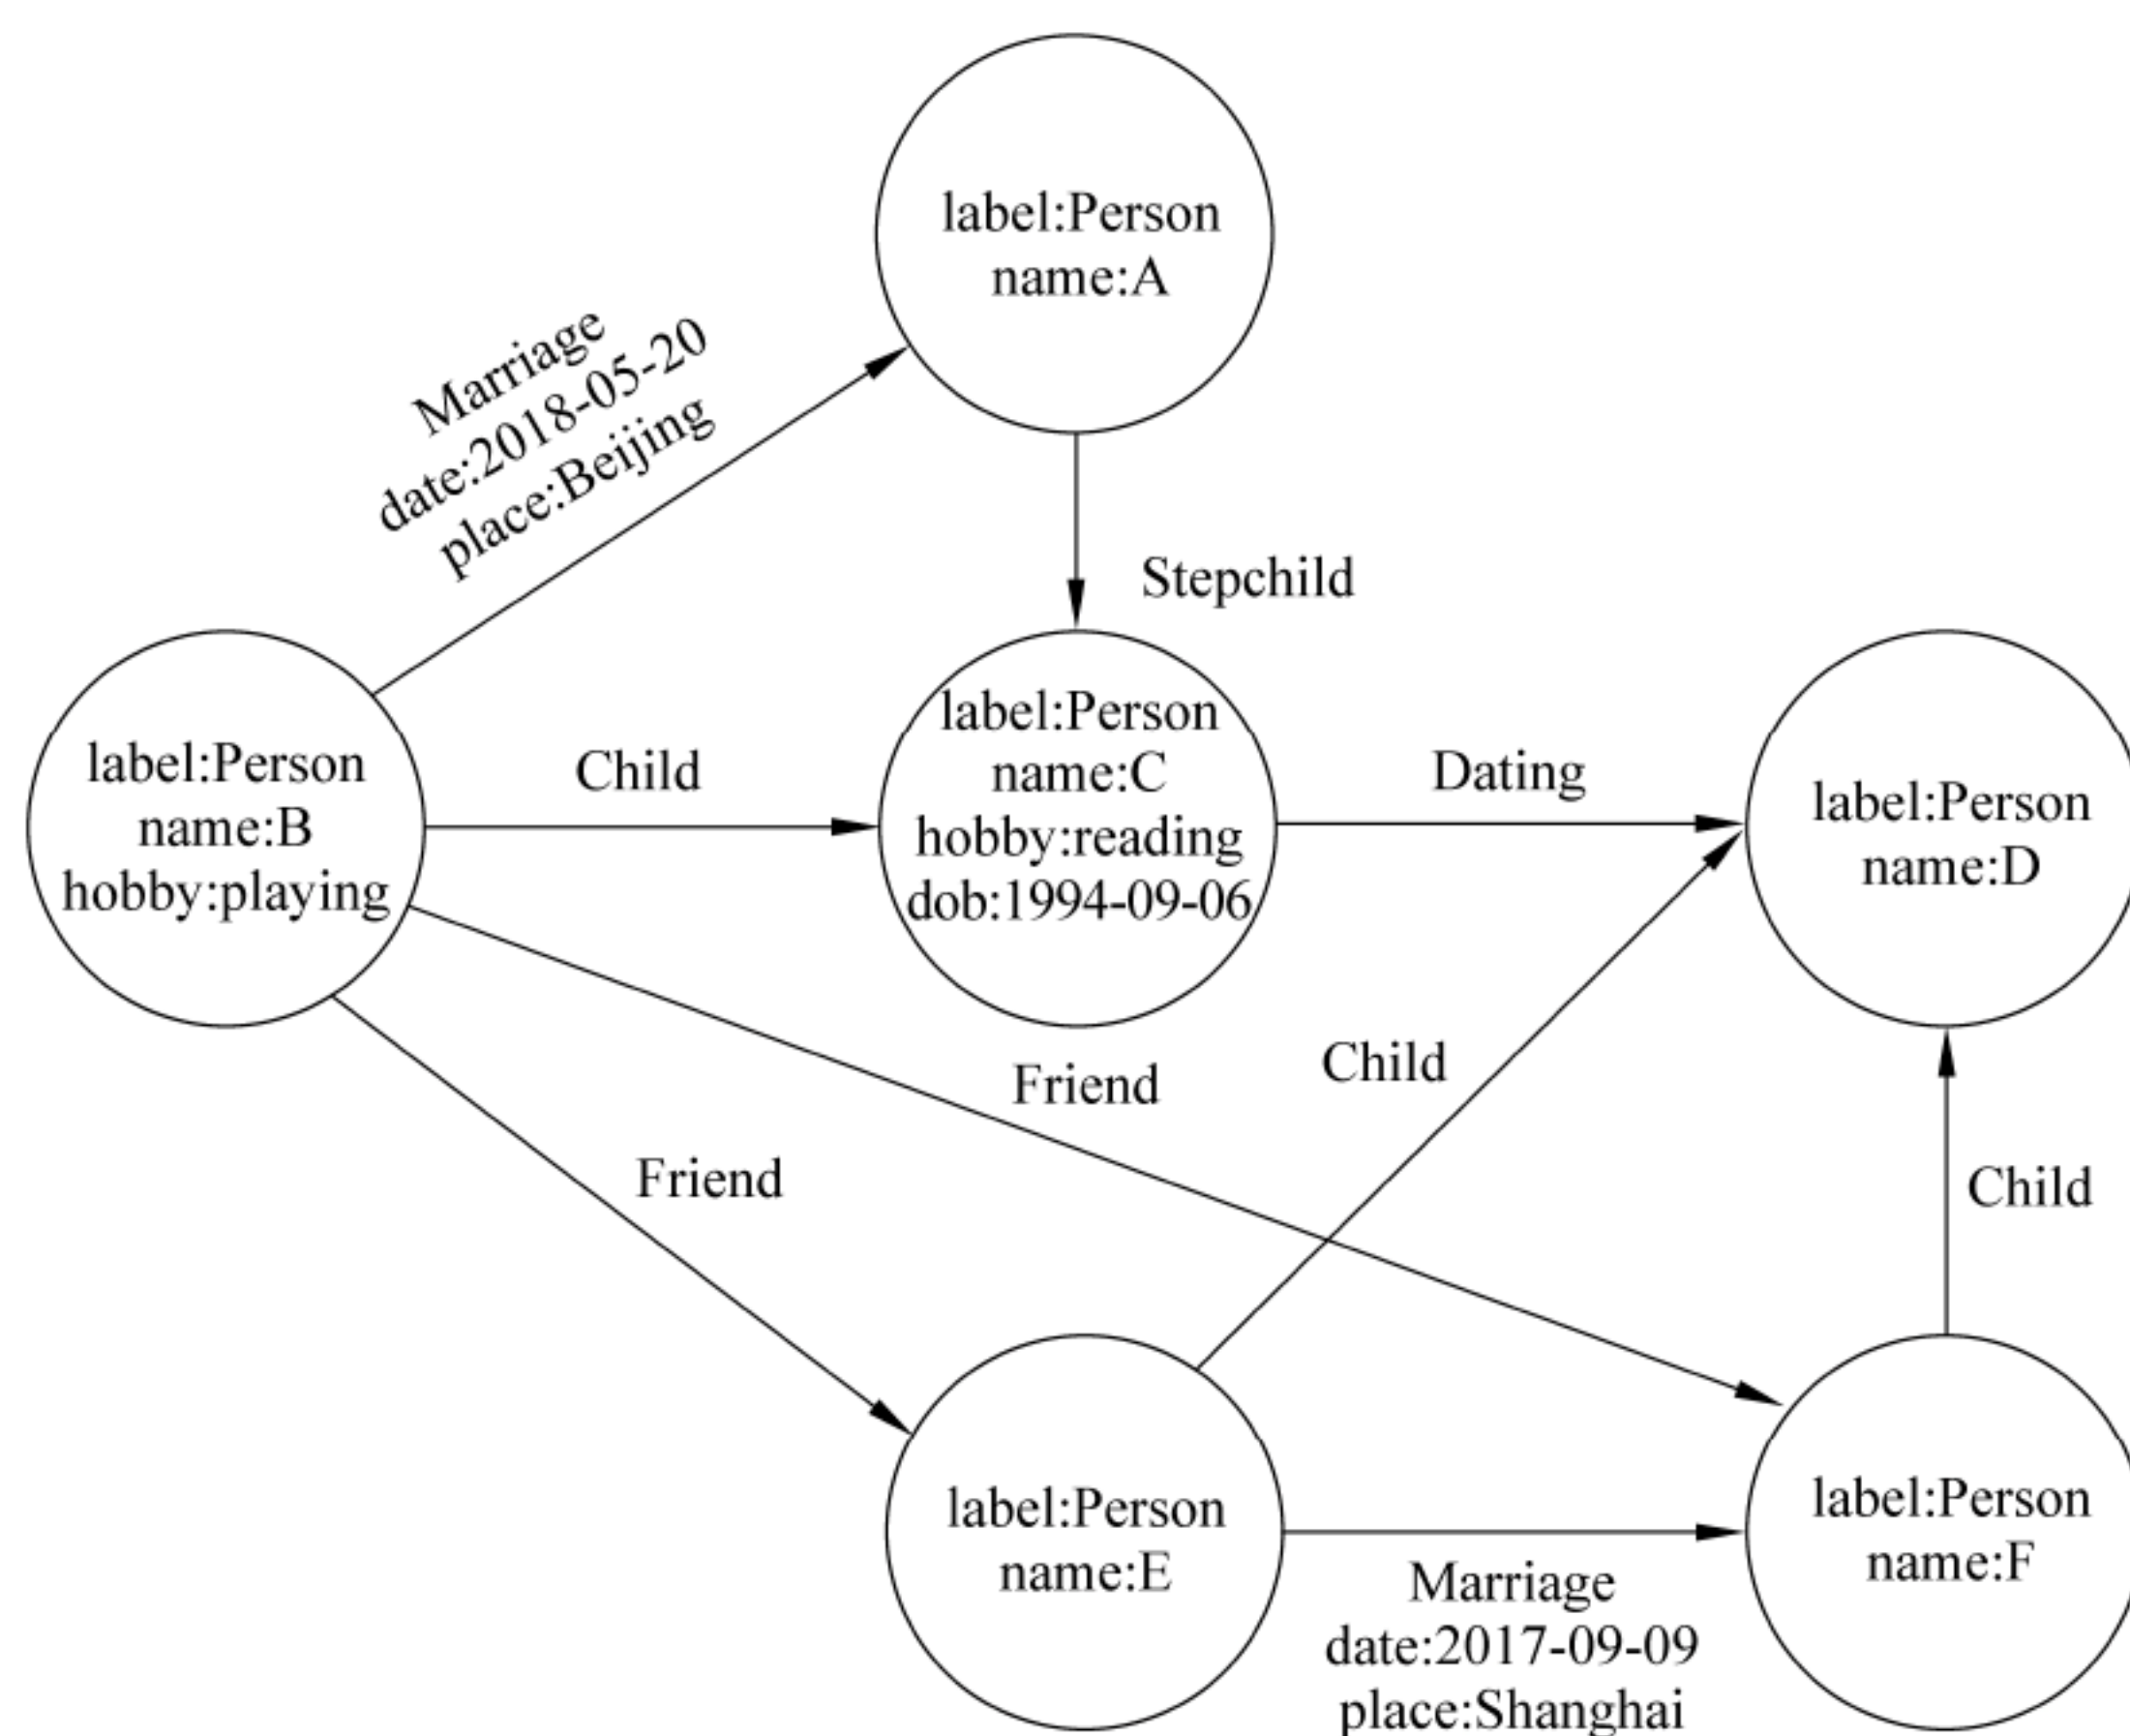 label:Person
name:A
Marriage
date:2018-05-20
place:Beijing
Stepchild
label:Person
name:B
hobby:playing
Child
label:Person
name:C
hobby:reading
dob:1994-09-06
Dating
label:Person
name:D
Friend
Friend
Child
Child
label:Person
name:E
Marriage
date:2017-09-09
place:Shanghai
label:Person
name:F